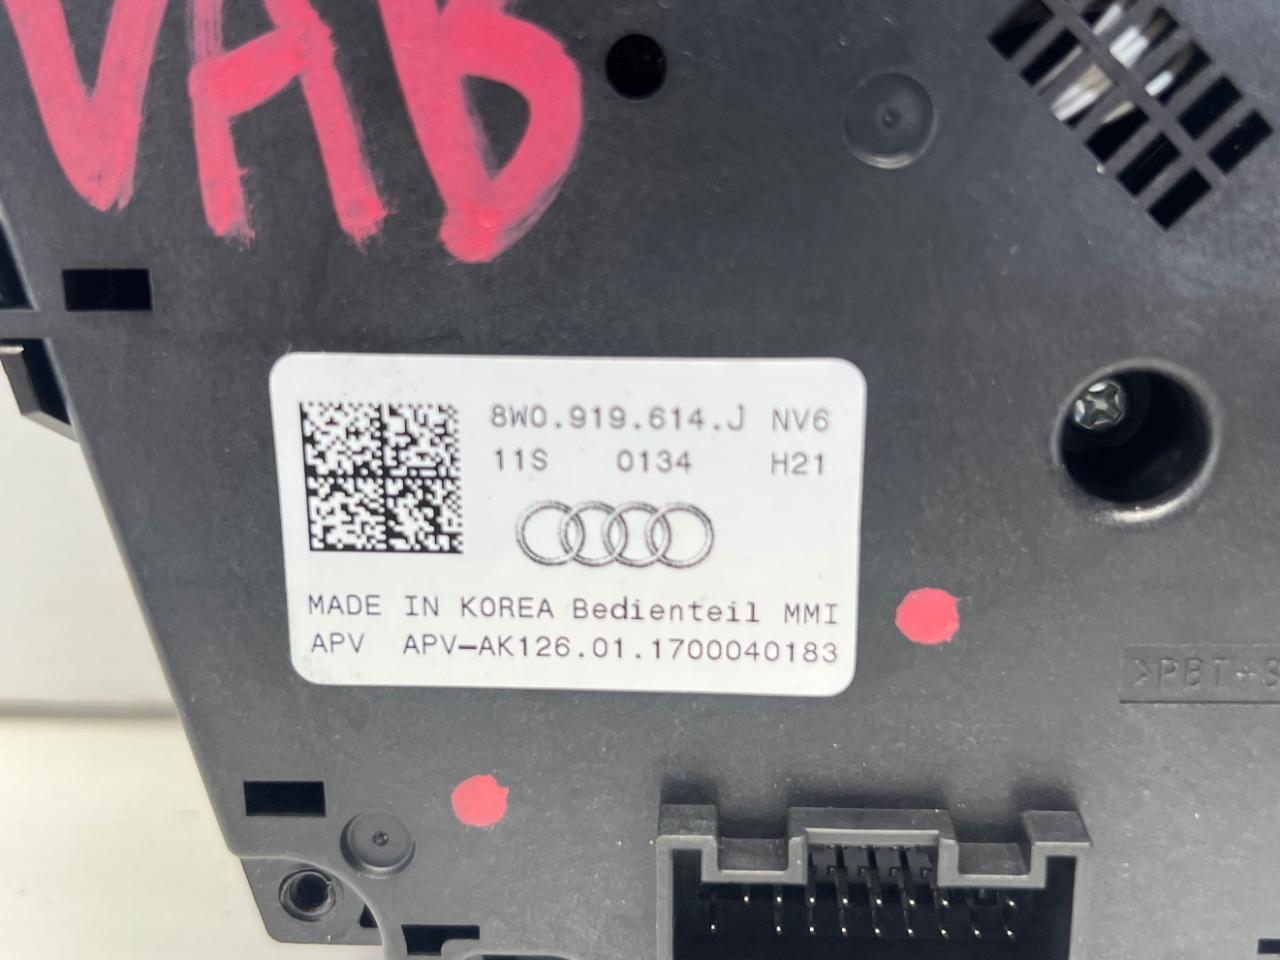 VAB
8W0.919.614.J NV6
11S 0134 H21
MADE IN KOREA Bedienteil MMI
APV APV-AK126.01.1700040183
>PBT+